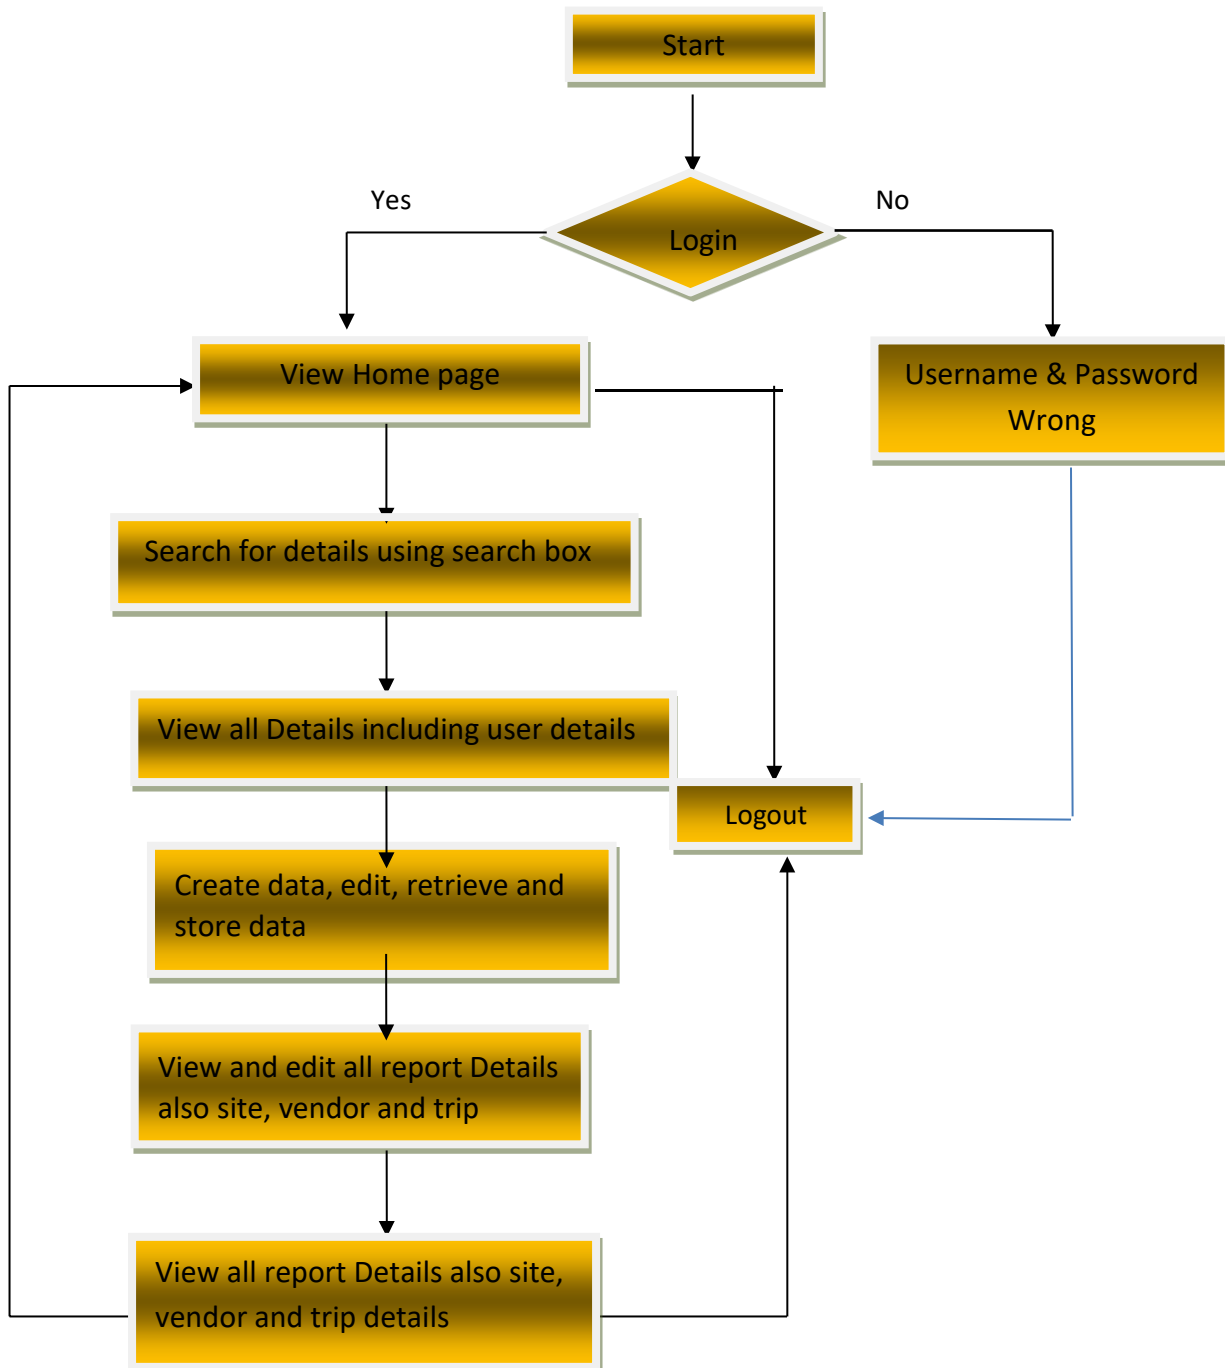 Start
Yes
No
Login
View Home page
Username & Password
Wrong
Search for details using search box
View all Details including user details
Logout
Create data, edit, retrieve and
store data
View and edit all report Details
also site, vendor and trip
View all report Details also site,
vendor and trip details